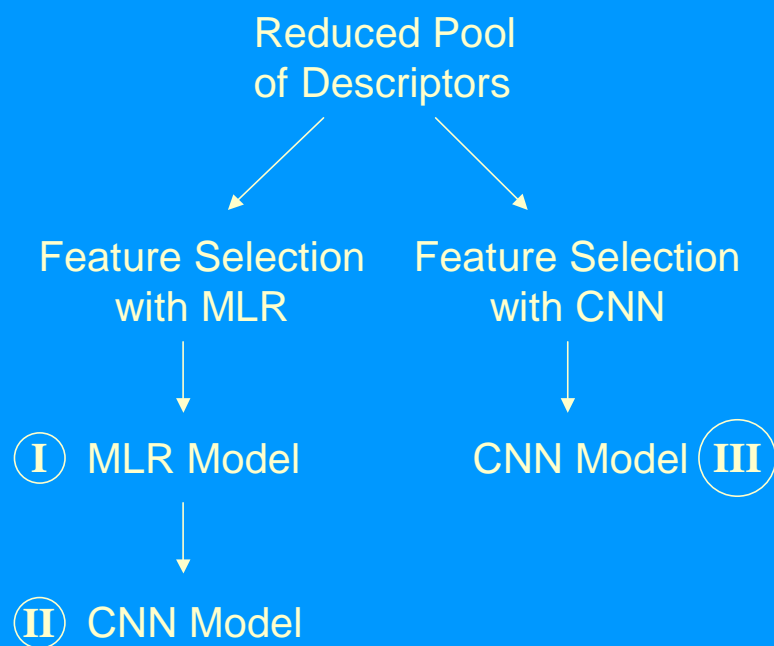 Reduced Pool
of Descriptors
Feature Selection
with MLR
Feature Selection
with CNN
I MLR Model
CNN Model III
II CNN Model